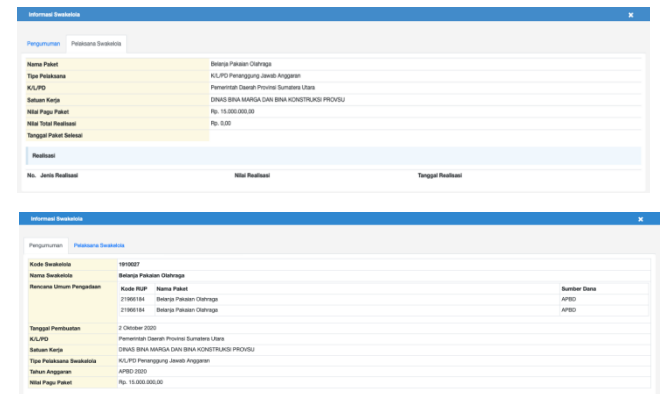 Informasi Swakelola ×
Pengumuman Pelaksana Swakelola
Nama Paket Belanja Pakaian Olahraga
Tipe Pelaksana K/L/PD Penanggung Jawab Anggaran
K/L/PD Pemerintah Daerah Provinsi Sumatera Utara
Satuan Kerja DINAS BINA MARGA DAN BINA KONSTRUKSI PROVSU
Nilai Pagu Paket Rp. 15.000.000,00
Nilai Total Realisasi Rp. 0,00
Tanggal Paket Selesai
Realisasi
No. Jenis Realisasi Nilai Realisasi Tanggal Realisasi
Informasi Swakelola ×
Pengumuman Pelaksana Swakelola
Kode Swakelola 1910027
Nama Swakelola Belanja Pakaian Olahraga
Rencana Umum Pengadaan Kode RUP Nama Paket Sumber Dana
21966184 Belanja Pakaian Olahraga APBD
21966184 Belanja Pakaian Olahraga APBD
Tanggal Pembuatan 2 Oktober 2020
K/L/PD Pemerintah Daerah Provinsi Sumatera Utara
Satuan Kerja DINAS BINA MARGA DAN BINA KONSTRUKSI PROVSU
Tipe Pelaksana Swakelola K/L/PD Penanggung Jawab Anggaran
Tahun Anggaran APBD 2020
Nilai Pagu Paket Rp. 15.000.000,00